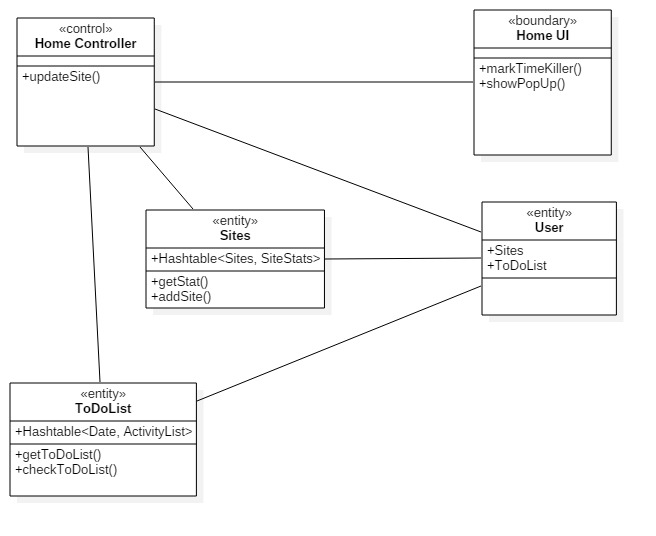 «control»
Home Controller
+updateSite()
«boundary»
Home UI
+markTimeKiller()
+showPopUp()
«entity»
Sites
+Hashtable<Sites, SiteStats>
+getStat()
+addSite()
«entity»
User
+Sites
+ToDoList
«entity»
ToDoList
+Hashtable<Date, ActivityList>
+getToDoList()
+checkToDoList()